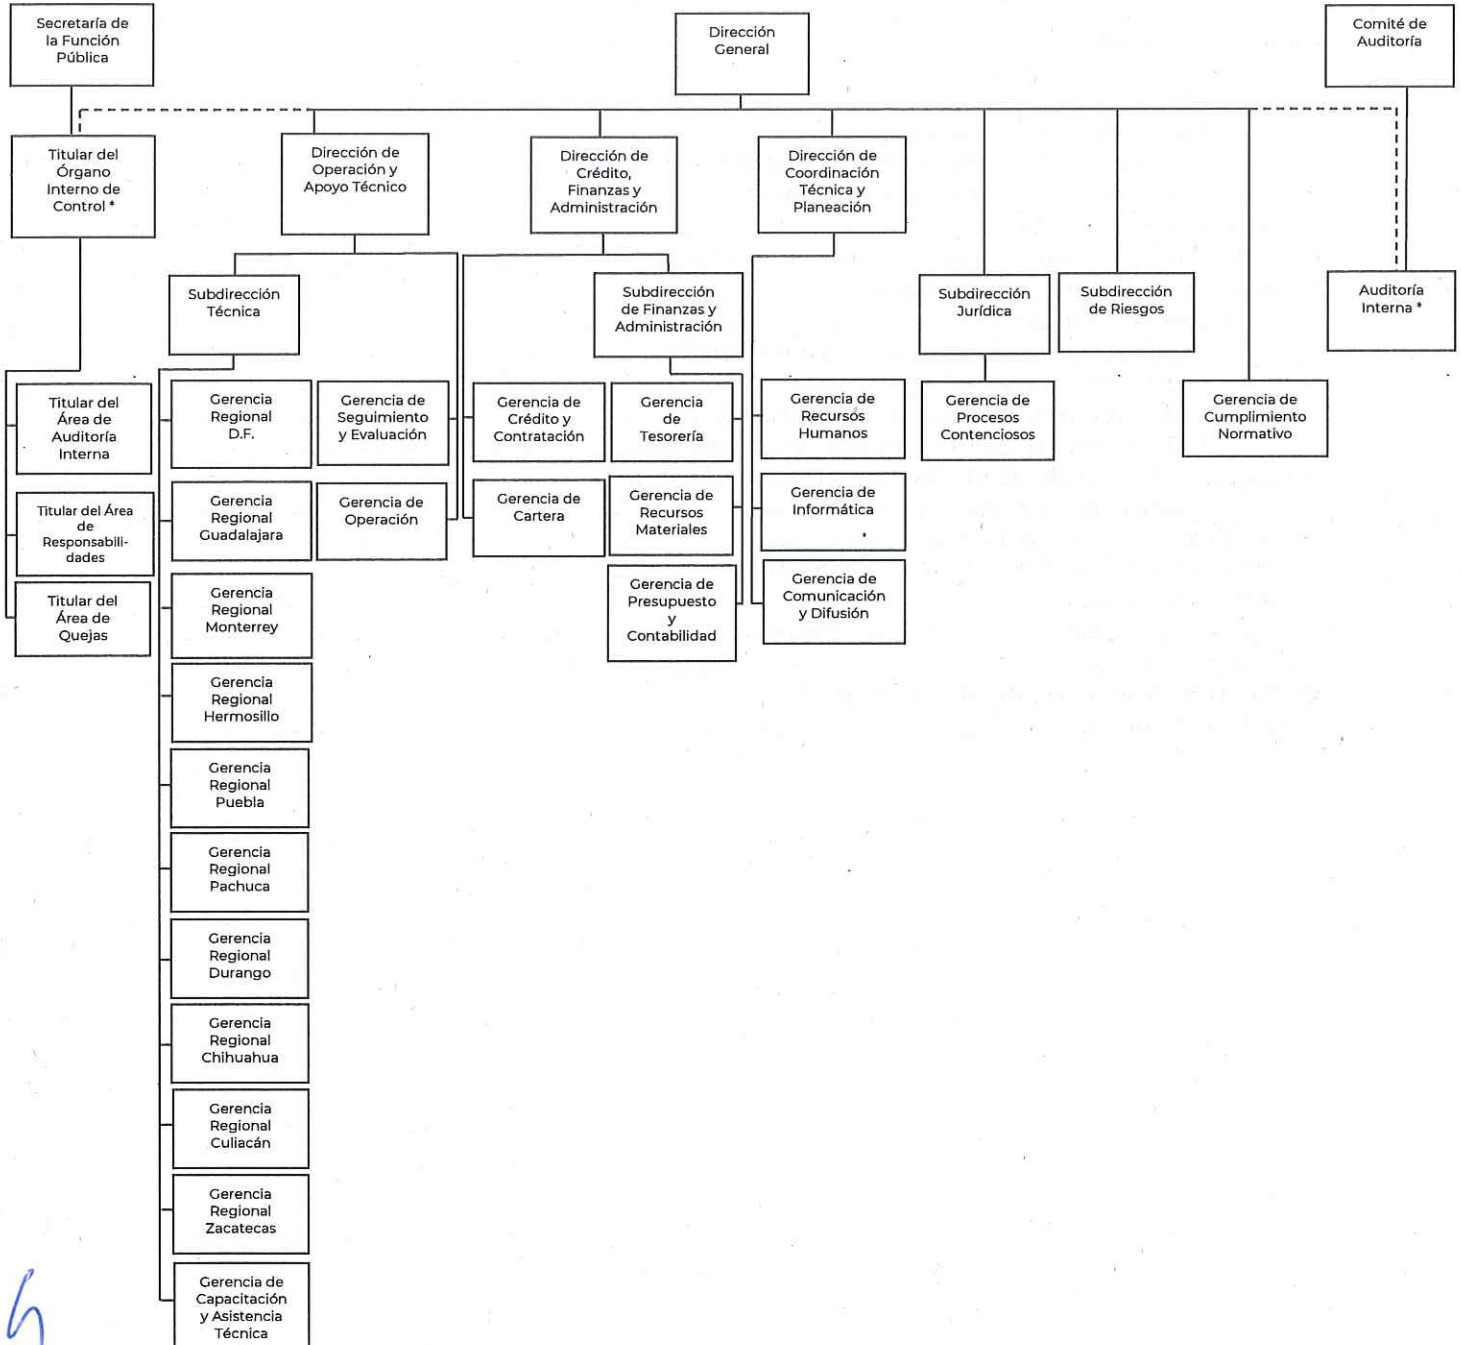 Secretaría de
la Función
Pública
Dirección
General
Comité de
Auditoría
Titular del
Órgano
Interno de
Control *
Dirección de
Operación y
Apoyo Técnico
Dirección de
Crédito,
Finanzas y
Administración
Dirección de
Coordinación
Técnica y
Planeación
Subdirección
Técnica
Subdirección
de Finanzas y
Administración
Subdirección
Jurídica
Subdirección
de Riesgos
Auditoría
Interna *
Titular del
Área de
Auditoría
Interna
Gerencia
Regional
D.F.
Gerencia de
Seguimiento
y Evaluación
Gerencia de
Crédito y
Contratación
Gerencia
de
Tesorería
Gerencia de
Recursos
Humanos
Gerencia de
Procesos
Contenciosos
Gerencia de
Cumplimiento
Normativo
Titular del Área
de
Responsabili-
dades
Gerencia
Regional
Guadalajara
Gerencia de
Operación
Gerencia de
Cartera
Gerencia de
Recursos
Materiales
Gerencia de
Informática
Titular del
Área de
Quejas
Gerencia
Regional
Monterrey
Gerencia de
Presupuesto
y
Contabilidad
Gerencia de
Comunicación
y Difusión
Gerencia
Regional
Hermosillo
Gerencia
Regional
Puebla
Gerencia
Regional
Pachuca
Gerencia
Regional
Durango
Gerencia
Regional
Chihuahua
Gerencia
Regional
Culiacán
Gerencia
Regional
Zacatecas
Gerencia de
Capacitación
y Asistencia
Técnica